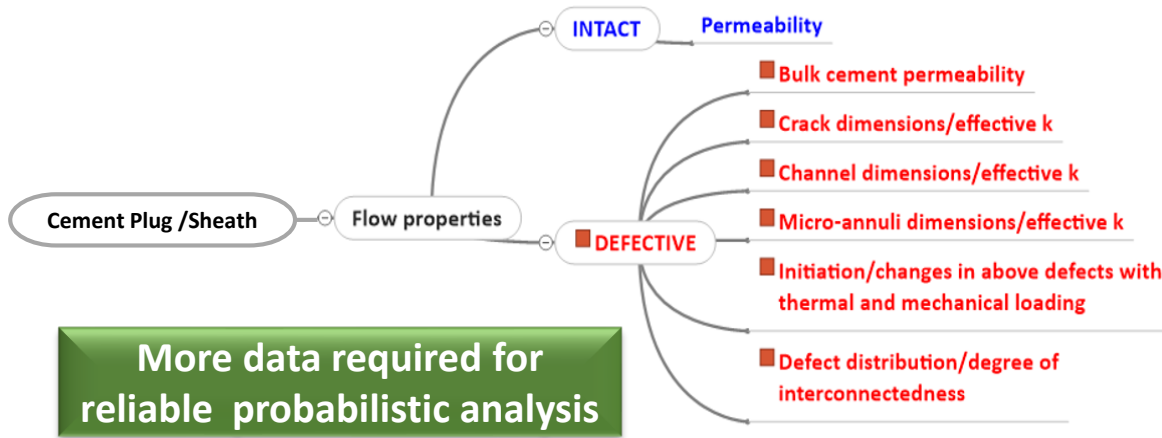 INTACT
Permeability
Bulk cement permeability
Crack dimensions/effective k
Channel dimensions/effective k
Cement Plug /Sheath
Flow properties
DEFECTIVE
Micro-annuli dimensions/effective k
Initiation/changes in above defects with
thermal and mechanical loading
Defect distribution/degree of
interconnectedness
More data required for
reliable probabilistic analysis